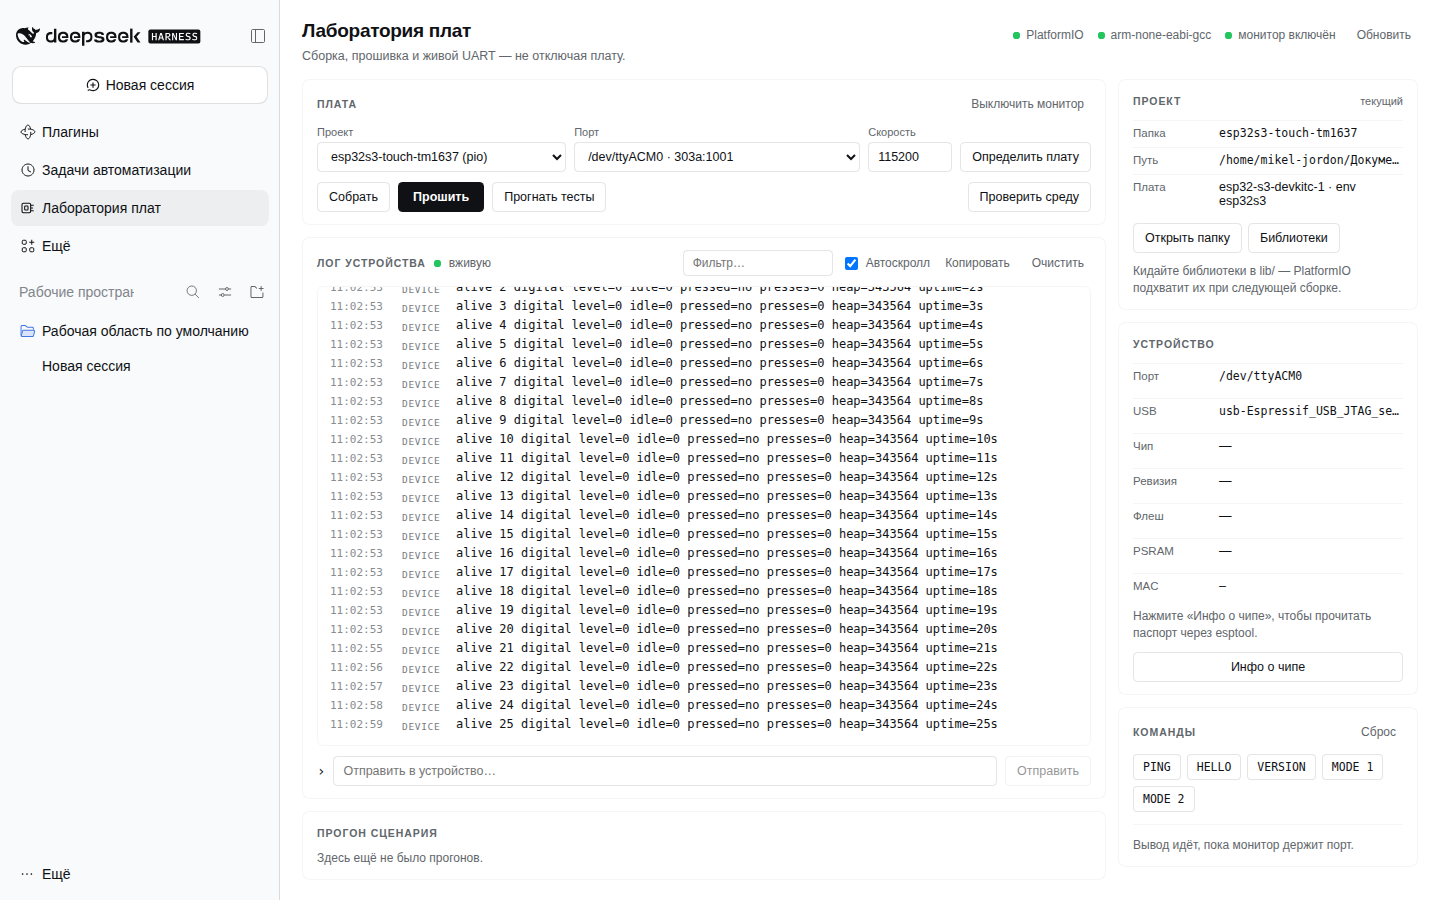 deepseek HARNESS
Новая сессия
Плагины
Задачи автоматизации
Лаборатория плат
Ещё
Рабочие простран
Рабочая область по умолчанию
Новая сессия
Ещё
Лаборатория плат
Сборка, прошивка и живой UART — не отключая плату.
PlatformIO arm-none-eabi-gcc монитор включён Обновить
ПЛАТА Выключить монитор
Проект Порт Скорость
esp32s3-touch-tm1637 (pio) /dev/ttyACM0 · 303a:1001 115200 Определить плату
Собрать Прошить Прогнать тесты Проверить среду
ЛОГ УСТРОЙСТВА вживую Фильтр… Автоскролл Копировать Очистить
11:02:53 DEVICE alive 2 digital level=0 idle=0 pressed=no presses=0 heap=343564 uptime=2s
11:02:53 DEVICE alive 3 digital level=0 idle=0 pressed=no presses=0 heap=343564 uptime=3s
11:02:53 DEVICE alive 4 digital level=0 idle=0 pressed=no presses=0 heap=343564 uptime=4s
11:02:53 DEVICE alive 5 digital level=0 idle=0 pressed=no presses=0 heap=343564 uptime=5s
11:02:53 DEVICE alive 6 digital level=0 idle=0 pressed=no presses=0 heap=343564 uptime=6s
11:02:53 DEVICE alive 7 digital level=0 idle=0 pressed=no presses=0 heap=343564 uptime=7s
11:02:53 DEVICE alive 8 digital level=0 idle=0 pressed=no presses=0 heap=343564 uptime=8s
11:02:53 DEVICE alive 9 digital level=0 idle=0 pressed=no presses=0 heap=343564 uptime=9s
11:02:53 DEVICE alive 10 digital level=0 idle=0 pressed=no presses=0 heap=343564 uptime=10s
11:02:53 DEVICE alive 11 digital level=0 idle=0 pressed=no presses=0 heap=343564 uptime=11s
11:02:53 DEVICE alive 12 digital level=0 idle=0 pressed=no presses=0 heap=343564 uptime=12s
11:02:53 DEVICE alive 13 digital level=0 idle=0 pressed=no presses=0 heap=343564 uptime=13s
11:02:53 DEVICE alive 14 digital level=0 idle=0 pressed=no presses=0 heap=343564 uptime=14s
11:02:53 DEVICE alive 15 digital level=0 idle=0 pressed=no presses=0 heap=343564 uptime=15s
11:02:53 DEVICE alive 16 digital level=0 idle=0 pressed=no presses=0 heap=343564 uptime=16s
11:02:53 DEVICE alive 17 digital level=0 idle=0 pressed=no presses=0 heap=343564 uptime=17s
11:02:53 DEVICE alive 18 digital level=0 idle=0 pressed=no presses=0 heap=343564 uptime=18s
11:02:53 DEVICE alive 19 digital level=0 idle=0 pressed=no presses=0 heap=343564 uptime=19s
11:02:53 DEVICE alive 20 digital level=0 idle=0 pressed=no presses=0 heap=343564 uptime=20s
11:02:55 DEVICE alive 21 digital level=0 idle=0 pressed=no presses=0 heap=343564 uptime=21s
11:02:56 DEVICE alive 22 digital level=0 idle=0 pressed=no presses=0 heap=343564 uptime=22s
11:02:57 DEVICE alive 23 digital level=0 idle=0 pressed=no presses=0 heap=343564 uptime=23s
11:02:58 DEVICE alive 24 digital level=0 idle=0 pressed=no presses=0 heap=343564 uptime=24s
11:02:59 DEVICE alive 25 digital level=0 idle=0 pressed=no presses=0 heap=343564 uptime=25s
› Отправить в устройство… Отправить
ПРОГОН СЦЕНАРИЯ
Здесь ещё не было прогонов.
ПРОЕКТ текущий
Папка esp32s3-touch-tm1637
Путь /home/mikel-jordon/Докуме…
Плата esp32-s3-devkitc-1 · env
esp32s3
Открыть папку Библиотеки
Кидайте библиотеки в lib/ — PlatformIO
подхватит их при следующей сборке.
УСТРОЙСТВО
Порт /dev/ttyACM0
USB usb-Espressif_USB_JTAG_se…
Чип —
Ревизия —
Флеш —
PSRAM —
MAC –
Нажмите «Инфо о чипе», чтобы прочитать
паспорт через esptool.
Инфо о чипе
КОМАНДЫ Сброс
PING HELLO VERSION MODE 1
MODE 2
Вывод идёт, пока монитор держит порт.